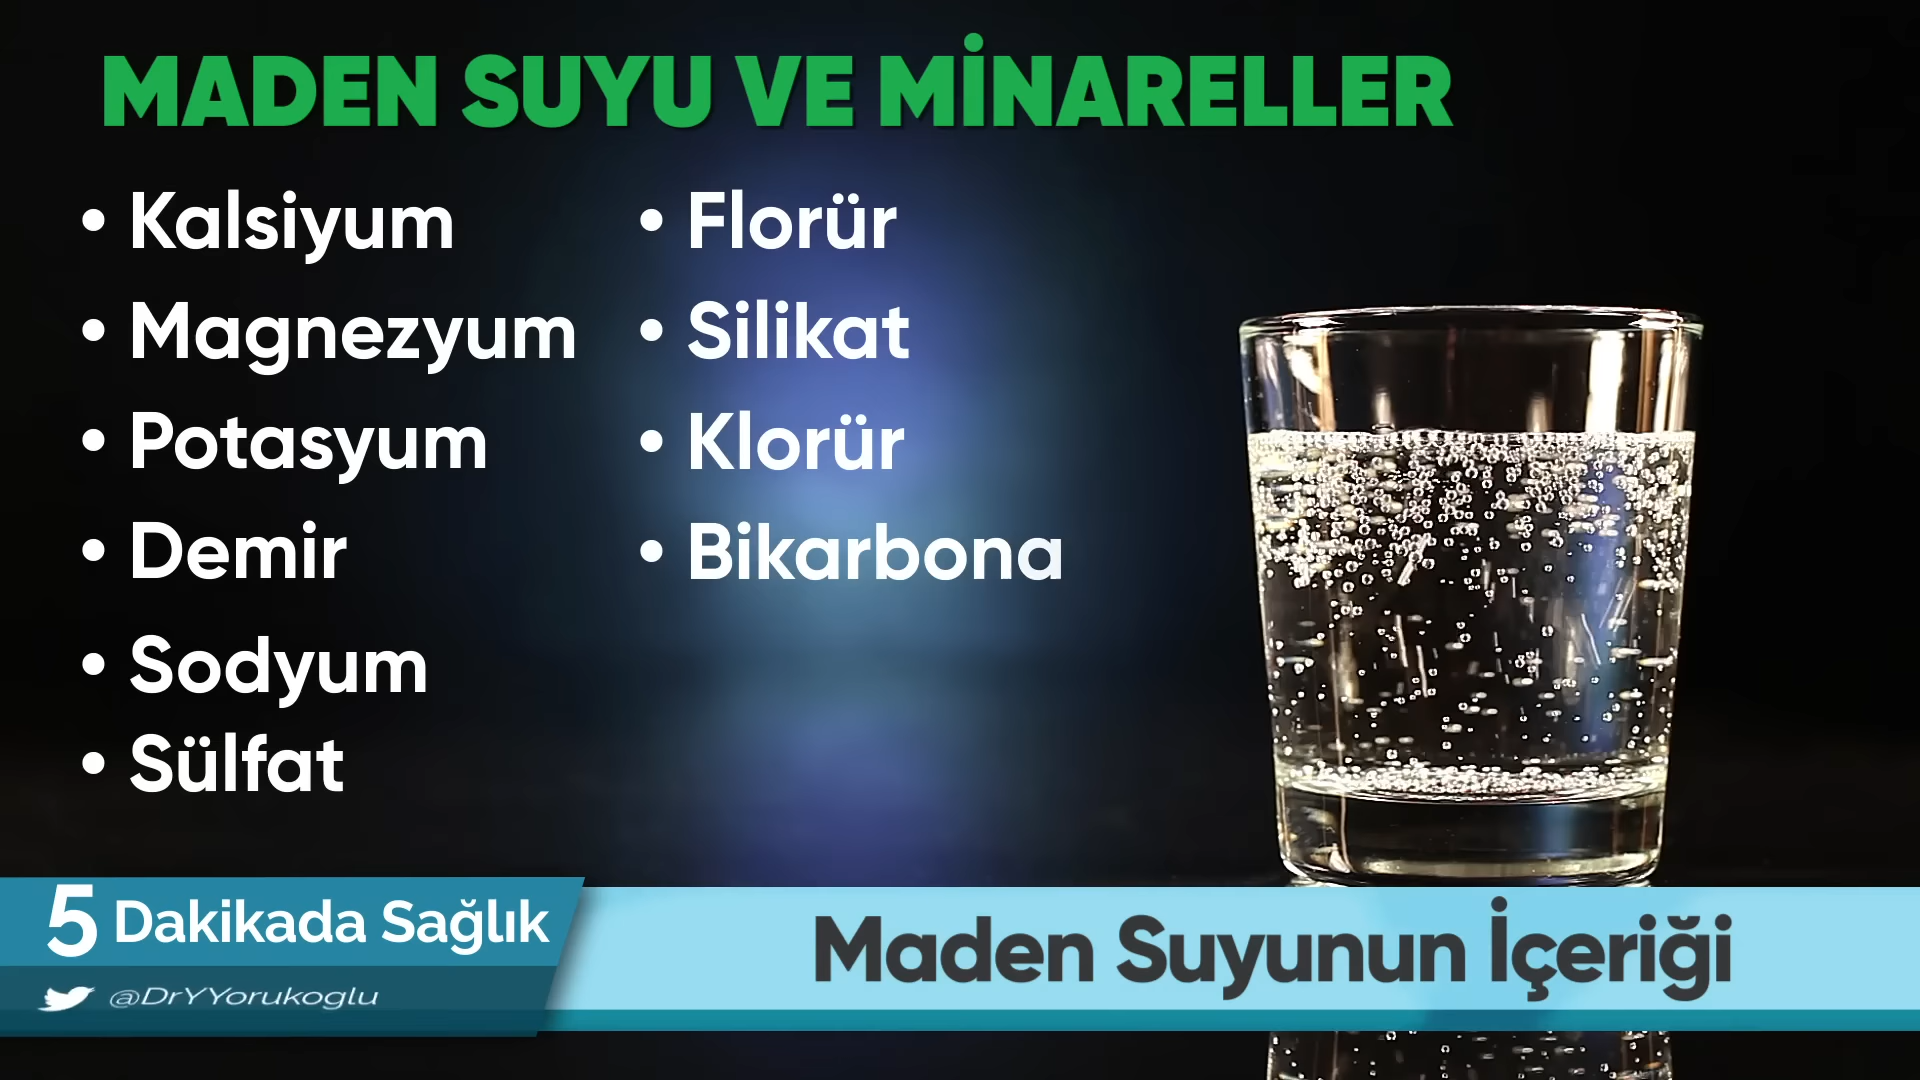 MADEN SUYU VE MİNARELLER
• Kalsiyum
• Magnezyum
• Potasyum
• Demir
• Sodyum
• Sülfat
• Florür
• Silikat
• Klorür
• Bikarbona
5 Dakikada Sağlık
@DrYYorukoglu
Maden Suyunun İçeriği